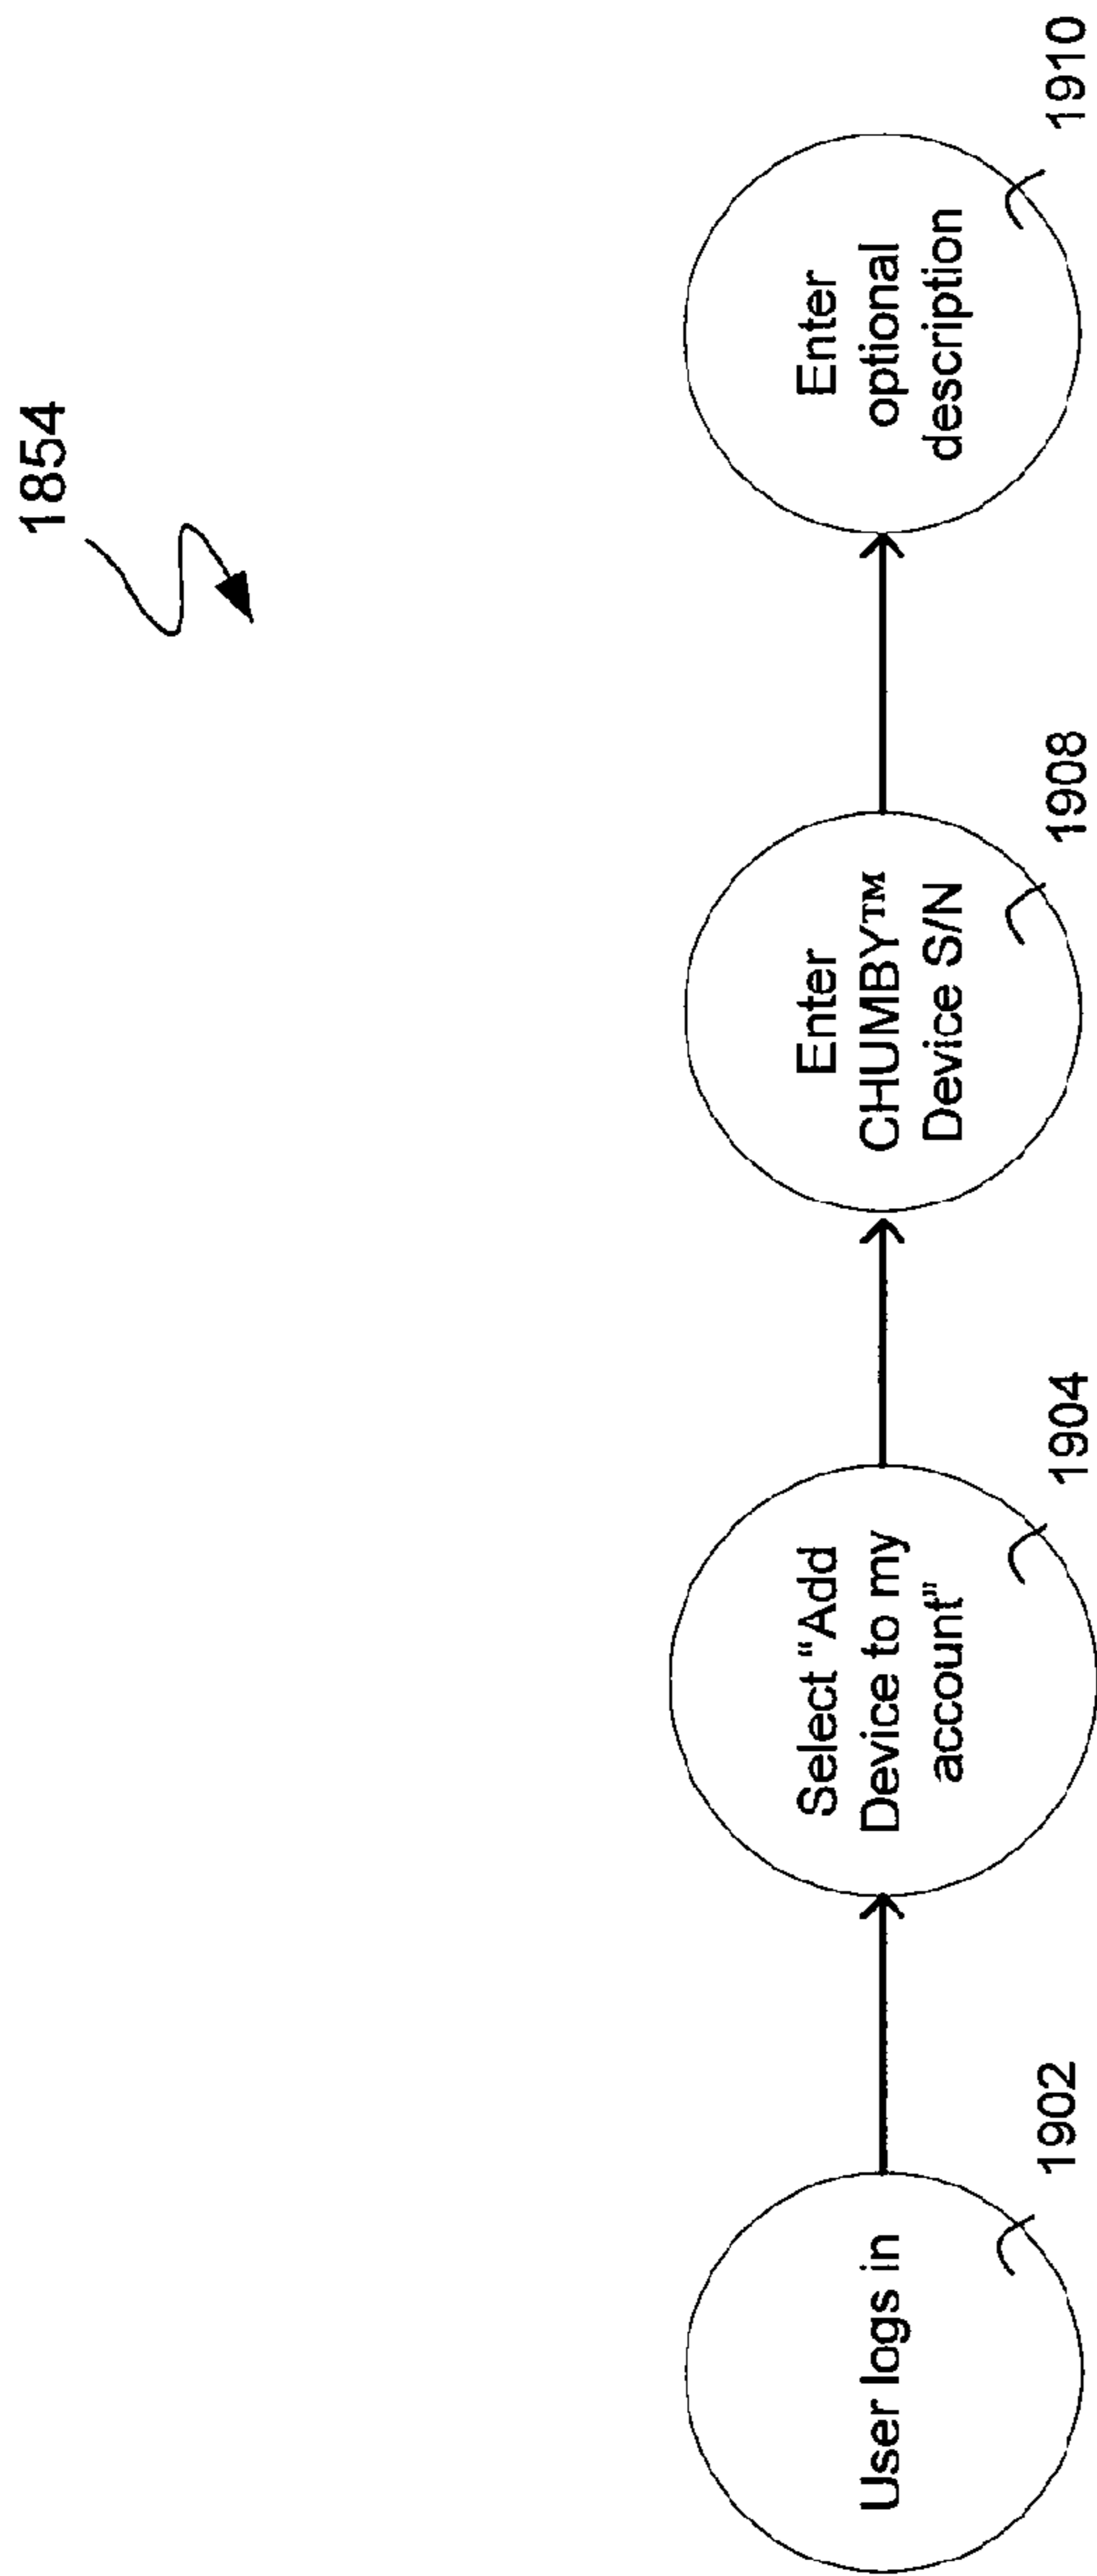 1854
User logs in
1902
Select “Add
Device to my
account”
1904
Enter
CHUMBY™
Device S/N
1908
Enter
optional
description
1910